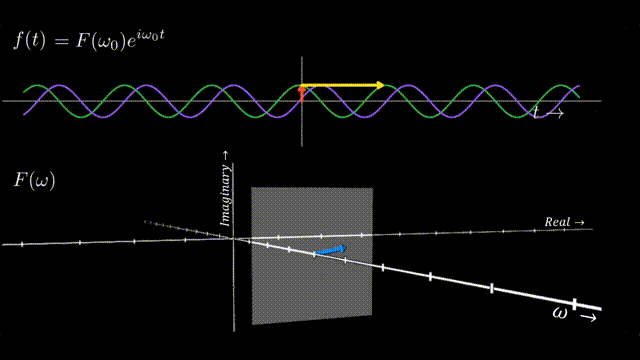 f(t) = F(ω₀)e^{iω₀t}
t →
F(ω)
Imaginary →
Real →
ω →